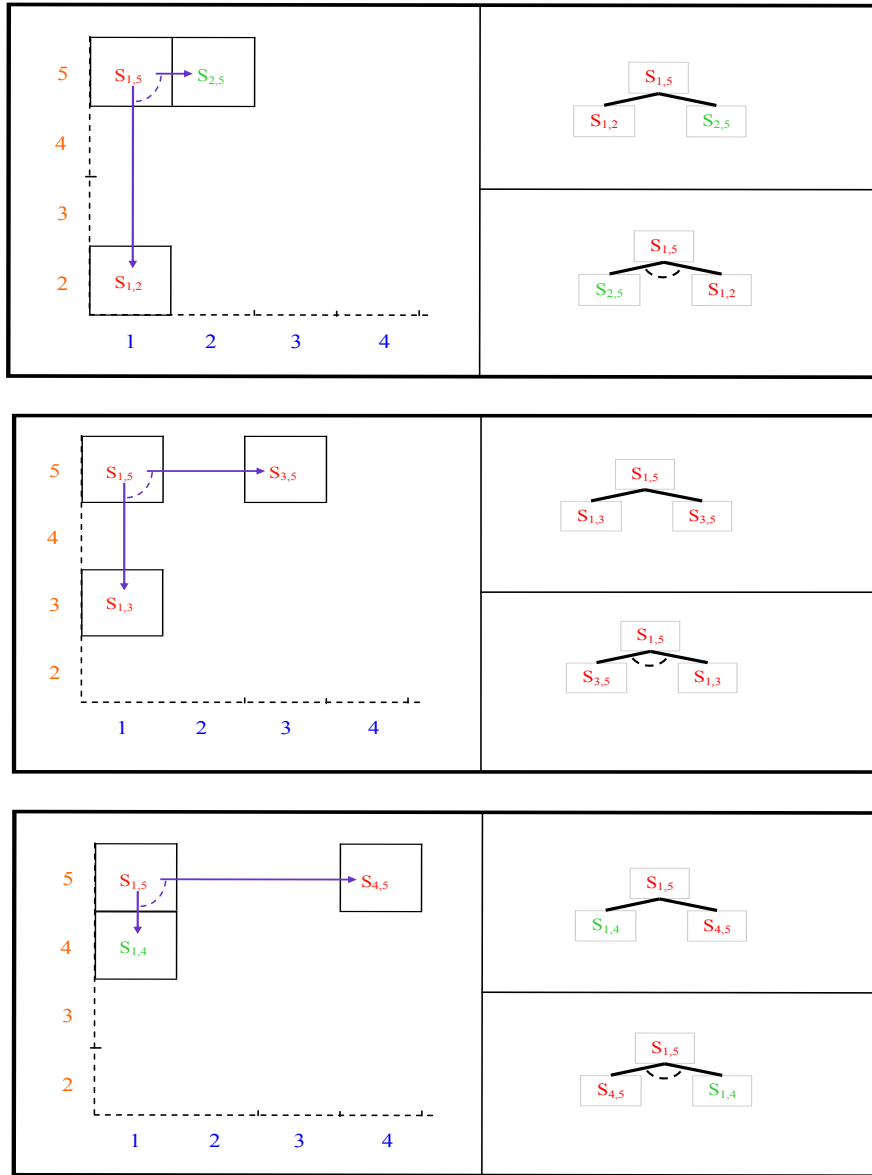 5 S1,5 S2,5
4
3
2 S1,2
1 2 3 4
S1,5
S1,2 S2,5
S1,5
S2,5 S1,2
5 S1,5 S3,5
4
3 S1,3
2
1 2 3 4
S1,5
S1,3 S3,5
S1,5
S3,5 S1,3
5 S1,5 S4,5
4 S1,4
3
2
1 2 3 4
S1,5
S1,4 S4,5
S1,5
S4,5 S1,4